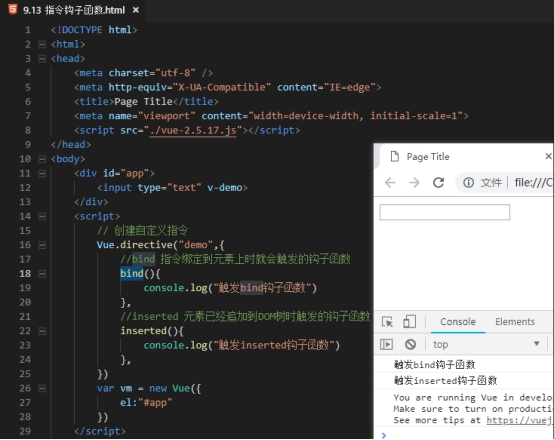 9.13 指令钩子函数.html ×
1 <!DOCTYPE html>
2 <html>
3 <head>
4 <meta charset="utf-8" />
5 <meta http-equiv="X-UA-Compatible" content="IE=edge">
6 <title>Page Title</title>
7 <meta name="viewport" content="width=device-width, initial-scale=1">
8 <script src="./vue-2.5.17.js"></script>
9 </head>
10 <body>
11 <div id="app">
12 <input type="text" v-demo>
13 </div>
14 <script>
15 // 创建自定义指令
16 Vue.directive("demo",{
17 //bind 指令绑定到元素上时就会触发的钩子函数
18 bind(){
19 console.log("触发bind钩子函数")
20 },
21 //inserted 元素已经追加到DOM树时触发的钩子函数
22 inserted(){
23 console.log("触发inserted钩子函数")
24 },
25 })
26 var vm = new Vue({
27 el:"#app"
28 })
29 </script>
Page Title
文件 | file:///C
Console Elements
top
触发bind钩子函数
触发inserted钩子函数
You are running Vue in develo
Make sure to turn on producti
See more tips at https://vuej